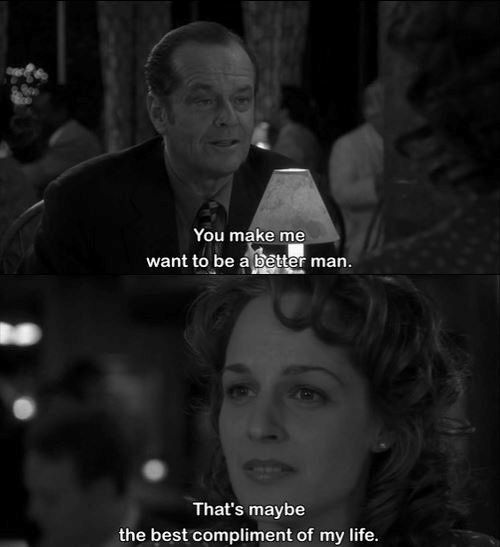 You make me
want to be a better man.
That's maybe
the best compliment of my life.